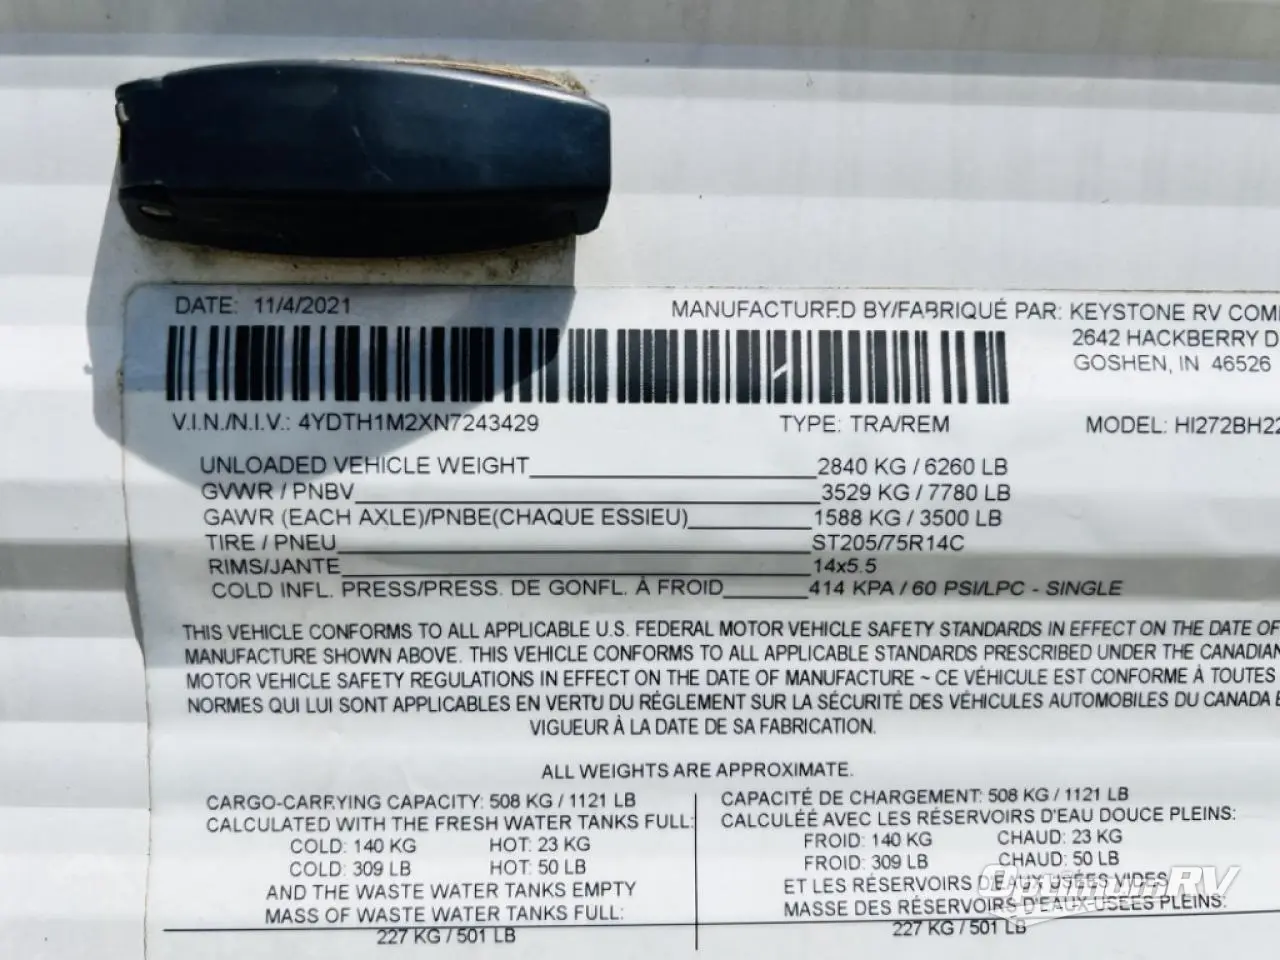 DATE: 11/4/2021
MANUFACTURED BY/FABRIQUÉ PAR: KEYSTONE RV
2642 HACKBERRY
GOSHEN, IN 46526
V.I.N./N.I.V.: 4YDTH1M2XN7243429
TYPE: TRA/REM
MODEL: HI272BH22
UNLOADED VEHICLE WEIGHT 2840 KG / 6260 LB
GVWR / PNBV 3529 KG / 7780 LB
GAWR (EACH AXLE)/PNBE(CHAQUE ESSIEU) 1588 KG / 3500 LB
TIRE / PNEU ST205/75R14C
RIMS/JANTE 14x5.5
COLD INFL. PRESS/PRESS. DE GONFL. À FROID 414 KPA / 60 PSI/LPC - SINGLE
THIS VEHICLE CONFORMS TO ALL APPLICABLE U.S. FEDERAL MOTOR VEHICLE SAFETY STANDARDS IN EFFECT ON THE DATE OF
MANUFACTURE SHOWN ABOVE. THIS VEHICLE CONFORMS TO ALL APPLICABLE STANDARDS PRESCRIBED UNDER THE CANADIAN
MOTOR VEHICLE SAFETY REGULATIONS IN EFFECT ON THE DATE OF MANUFACTURE ~ CE VÉHICULE EST CONFORME À TOUTES
NORMES QUI LUI SONT APPLICABLES EN VERTU DU RÉGLEMENT SUR LA SÉCURITÉ DES VÉHICULES AUTOMOBILES DU CANADA
VIGUEUR À LA DATE DE SA FABRICATION.
ALL WEIGHTS ARE APPROXIMATE.
CARGO-CARRYING CAPACITY: 508 KG / 1121 LB
CALCULATED WITH THE FRESH WATER TANKS FULL:
COLD: 140 KG HOT: 23 KG
COLD: 309 LB HOT: 50 LB
AND THE WASTE WATER TANKS EMPTY
MASS OF WASTE WATER TANKS FULL:
227 KG / 501 LB
CAPACITÉ DE CHARGEMENT: 508 KG / 1121 LB
CALCULÉÉ AVEC LES RÉSERVOIRS D'EAU DOUCE PLEINS:
FROID: 140 KG CHAUD: 23 KG
FROID: 309 LB CHAUD: 50 LB
ET LES RÉSERVOIRS D'EAUX USÉES VIDES
MASSE DES RÉSERVOIRS D'EAUX USÉES PLEINS:
227 KG / 501 LB
OptimumRV